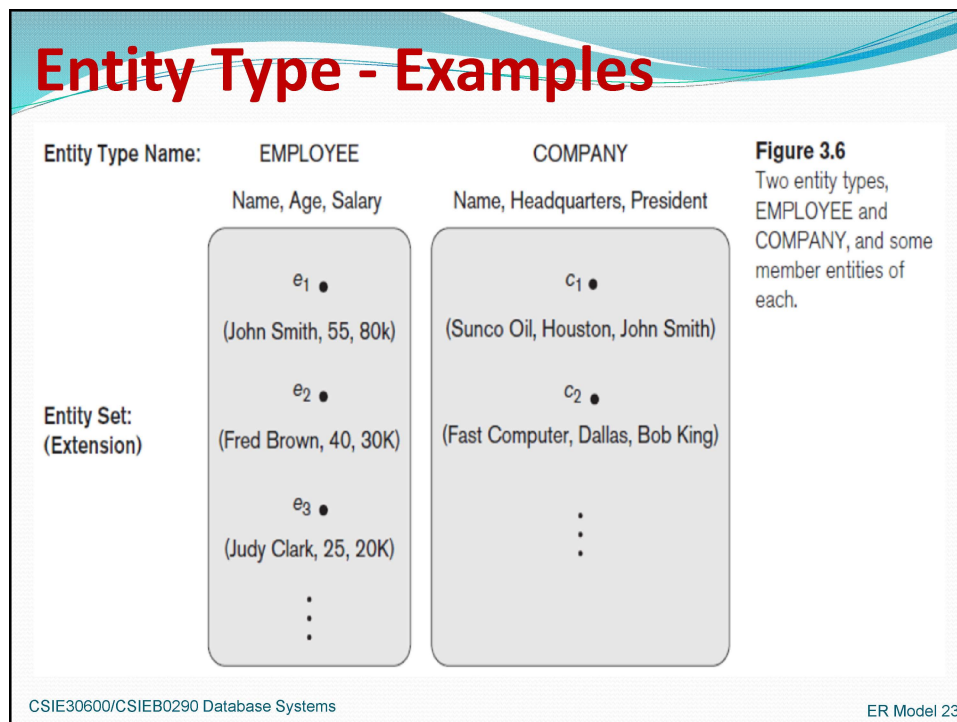 Entity Type - Examples
Entity Type Name:
EMPLOYEE
COMPANY
Name, Age, Salary
Name, Headquarters, President
Entity Set:
(Extension)
e1
(John Smith, 55, 80k)
e2
(Fred Brown, 40, 30K)
e3
(Judy Clark, 25, 20K)
c1
(Sunco Oil, Houston, John Smith)
c2
(Fast Computer, Dallas, Bob King)
Figure 3.6
Two entity types,
EMPLOYEE and
COMPANY, and some
member entities of
each.
CSIE30600/CSIEB0290 Database Systems
ER Model 23